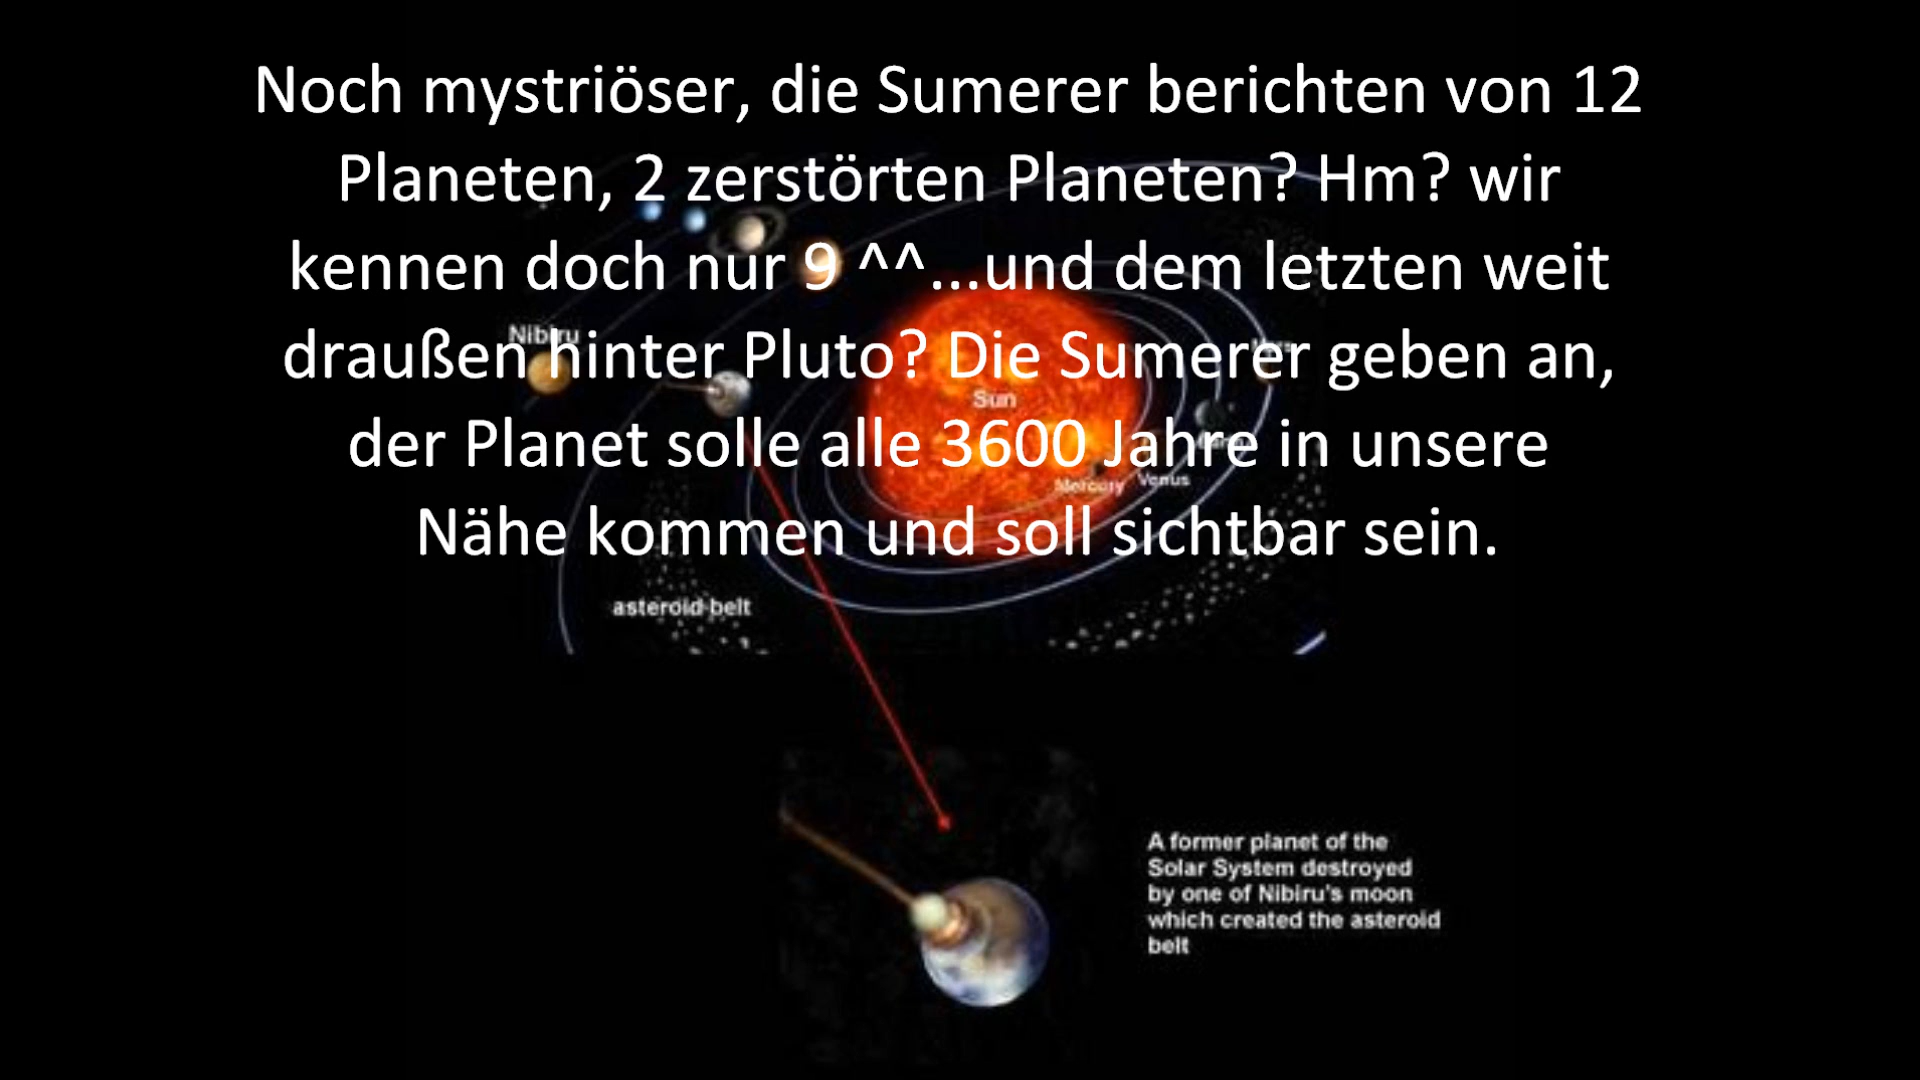 Noch mystriöser, die Sumerer berichten von 12
Planeten, 2 zerstörten Planeten? Hm? wir
kennen doch nur 9 ^^ ...und dem letzten weit
draußen hinter Pluto? Die Sumerer geben an,
der Planet solle alle 3600 Jahre in unsere
Nähe kommen und soll sichtbar sein.
Nibiru
Sun
Mercury
Venus
asteroid belt
A former planet of the
Solar System destroyed
by one of Nibiru's moon
which created the asteroid
belt